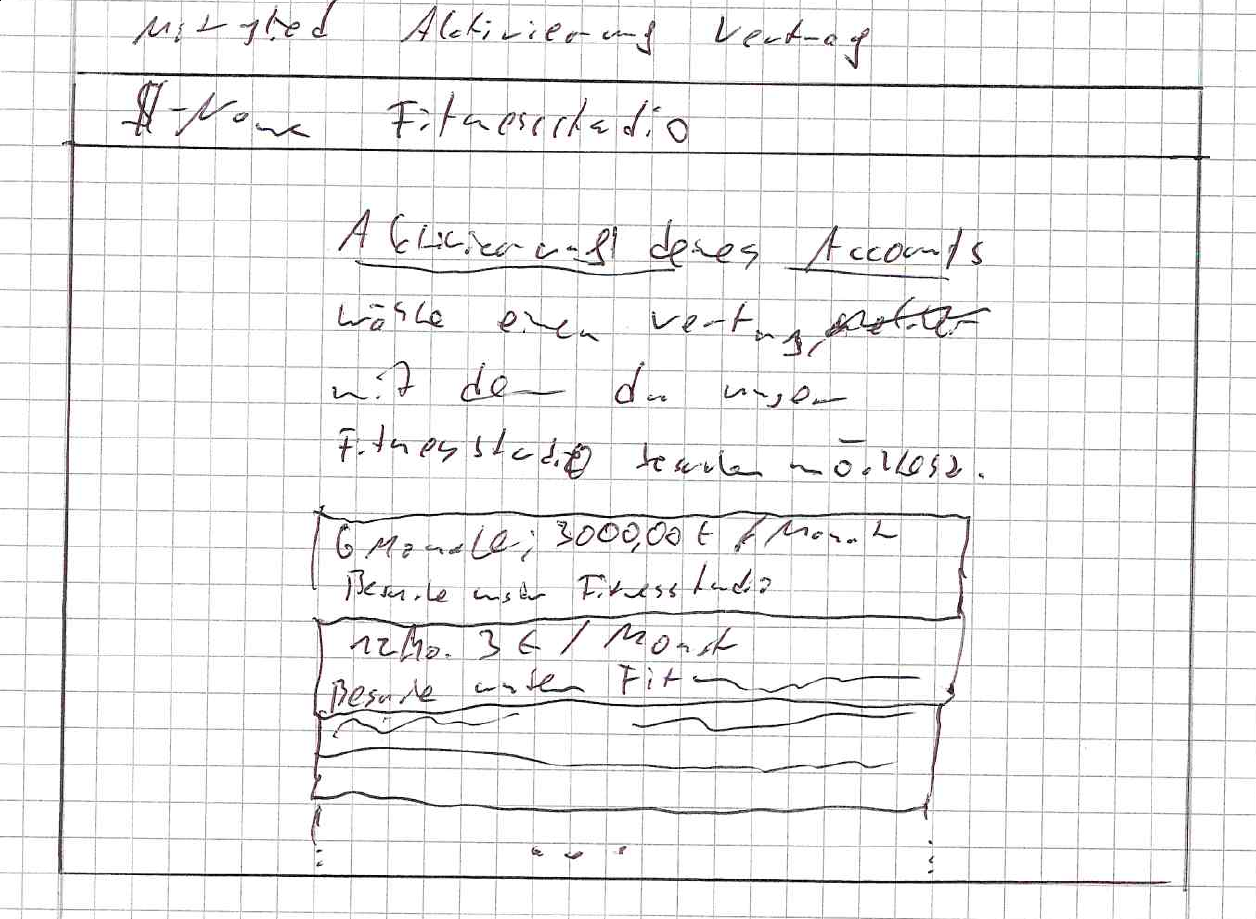 Mitglied Aktivierung Vertrag
$-Name Fitnessstudio
Aktivierung deines Accounts
wähle einen Vertrag,
mit dem du unser
Fitnessstudio besuchen möchtest.
6 Monate; 3000,00 € / Monat
Besuche unser Fitnessstudio
12 Mo. 3 € / Monat
Besuche unser Fit
...